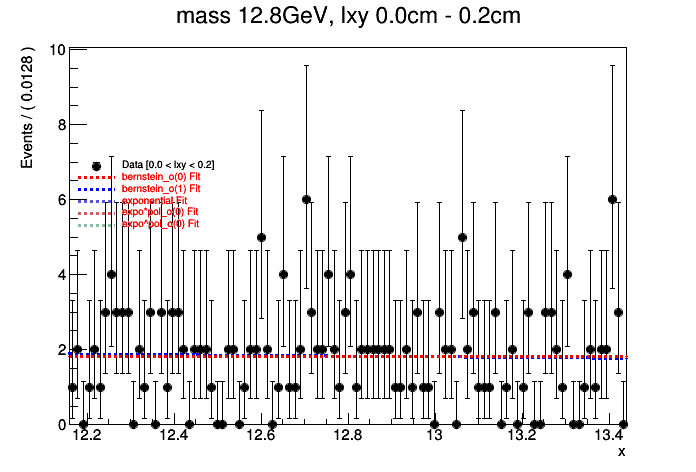 mass 12.8GeV, lxy 0.0cm - 0.2cm
Events / ( 0.0128 )
10
8
6
4
2
0
Data [0.0 < lxy < 0.2]
bernstein_o(0) Fit
bernstein_o(1) Fit
exponential Fit
expo*pol_o(0) Fit
expo^pol_o(0) Fit
12.2 12.4 12.6 12.8 13 13.2 13.4
x